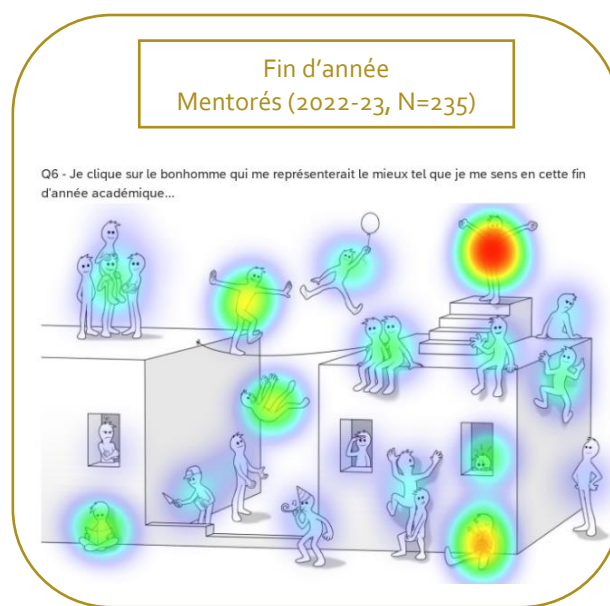 Fin d'année
Mentorés (2022-23, N=235)
Q6 - Je clique sur le bonhomme qui me représenterait le mieux tel que je me sens en cette fin
d'année académique...